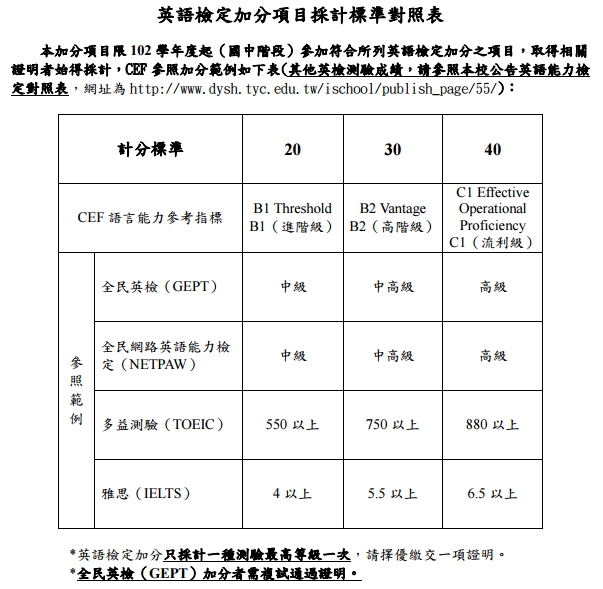 英語檢定加分項目採計標準對照表
本加分項目限 102 學年度起（國中階段）參加符合所列英語檢定加分之項目，取得相關
證明者始得採計，CEF 參照加分範例如下表(其他英檢測驗成績，請參照本校公告英語能力檢
定對照表，網址為 http://www.dysh.tyc.edu.tw/ischool/publish_page/55/)：
計分標準 20 30 40
CEF 語言能力參考指標
B1 Threshold
B1（進階級）
B2 Vantage
B2（高階級）
C1 Effective
Operational
Proficiency
C1（流利級）
參照範例
全民英檢（GEPT） 中級 中高級 高級
全民網路英語能力檢
定（NETPAW） 中級 中高級 高級
多益測驗（TOEIC） 550 以上 750 以上 880 以上
雅思（IELTS） 4 以上 5.5 以上 6.5 以上
*英語檢定加分只採計一種測驗最高等級一次，請擇優繳交一項證明。
*全民英檢（GEPT）加分者需複試通過證明。